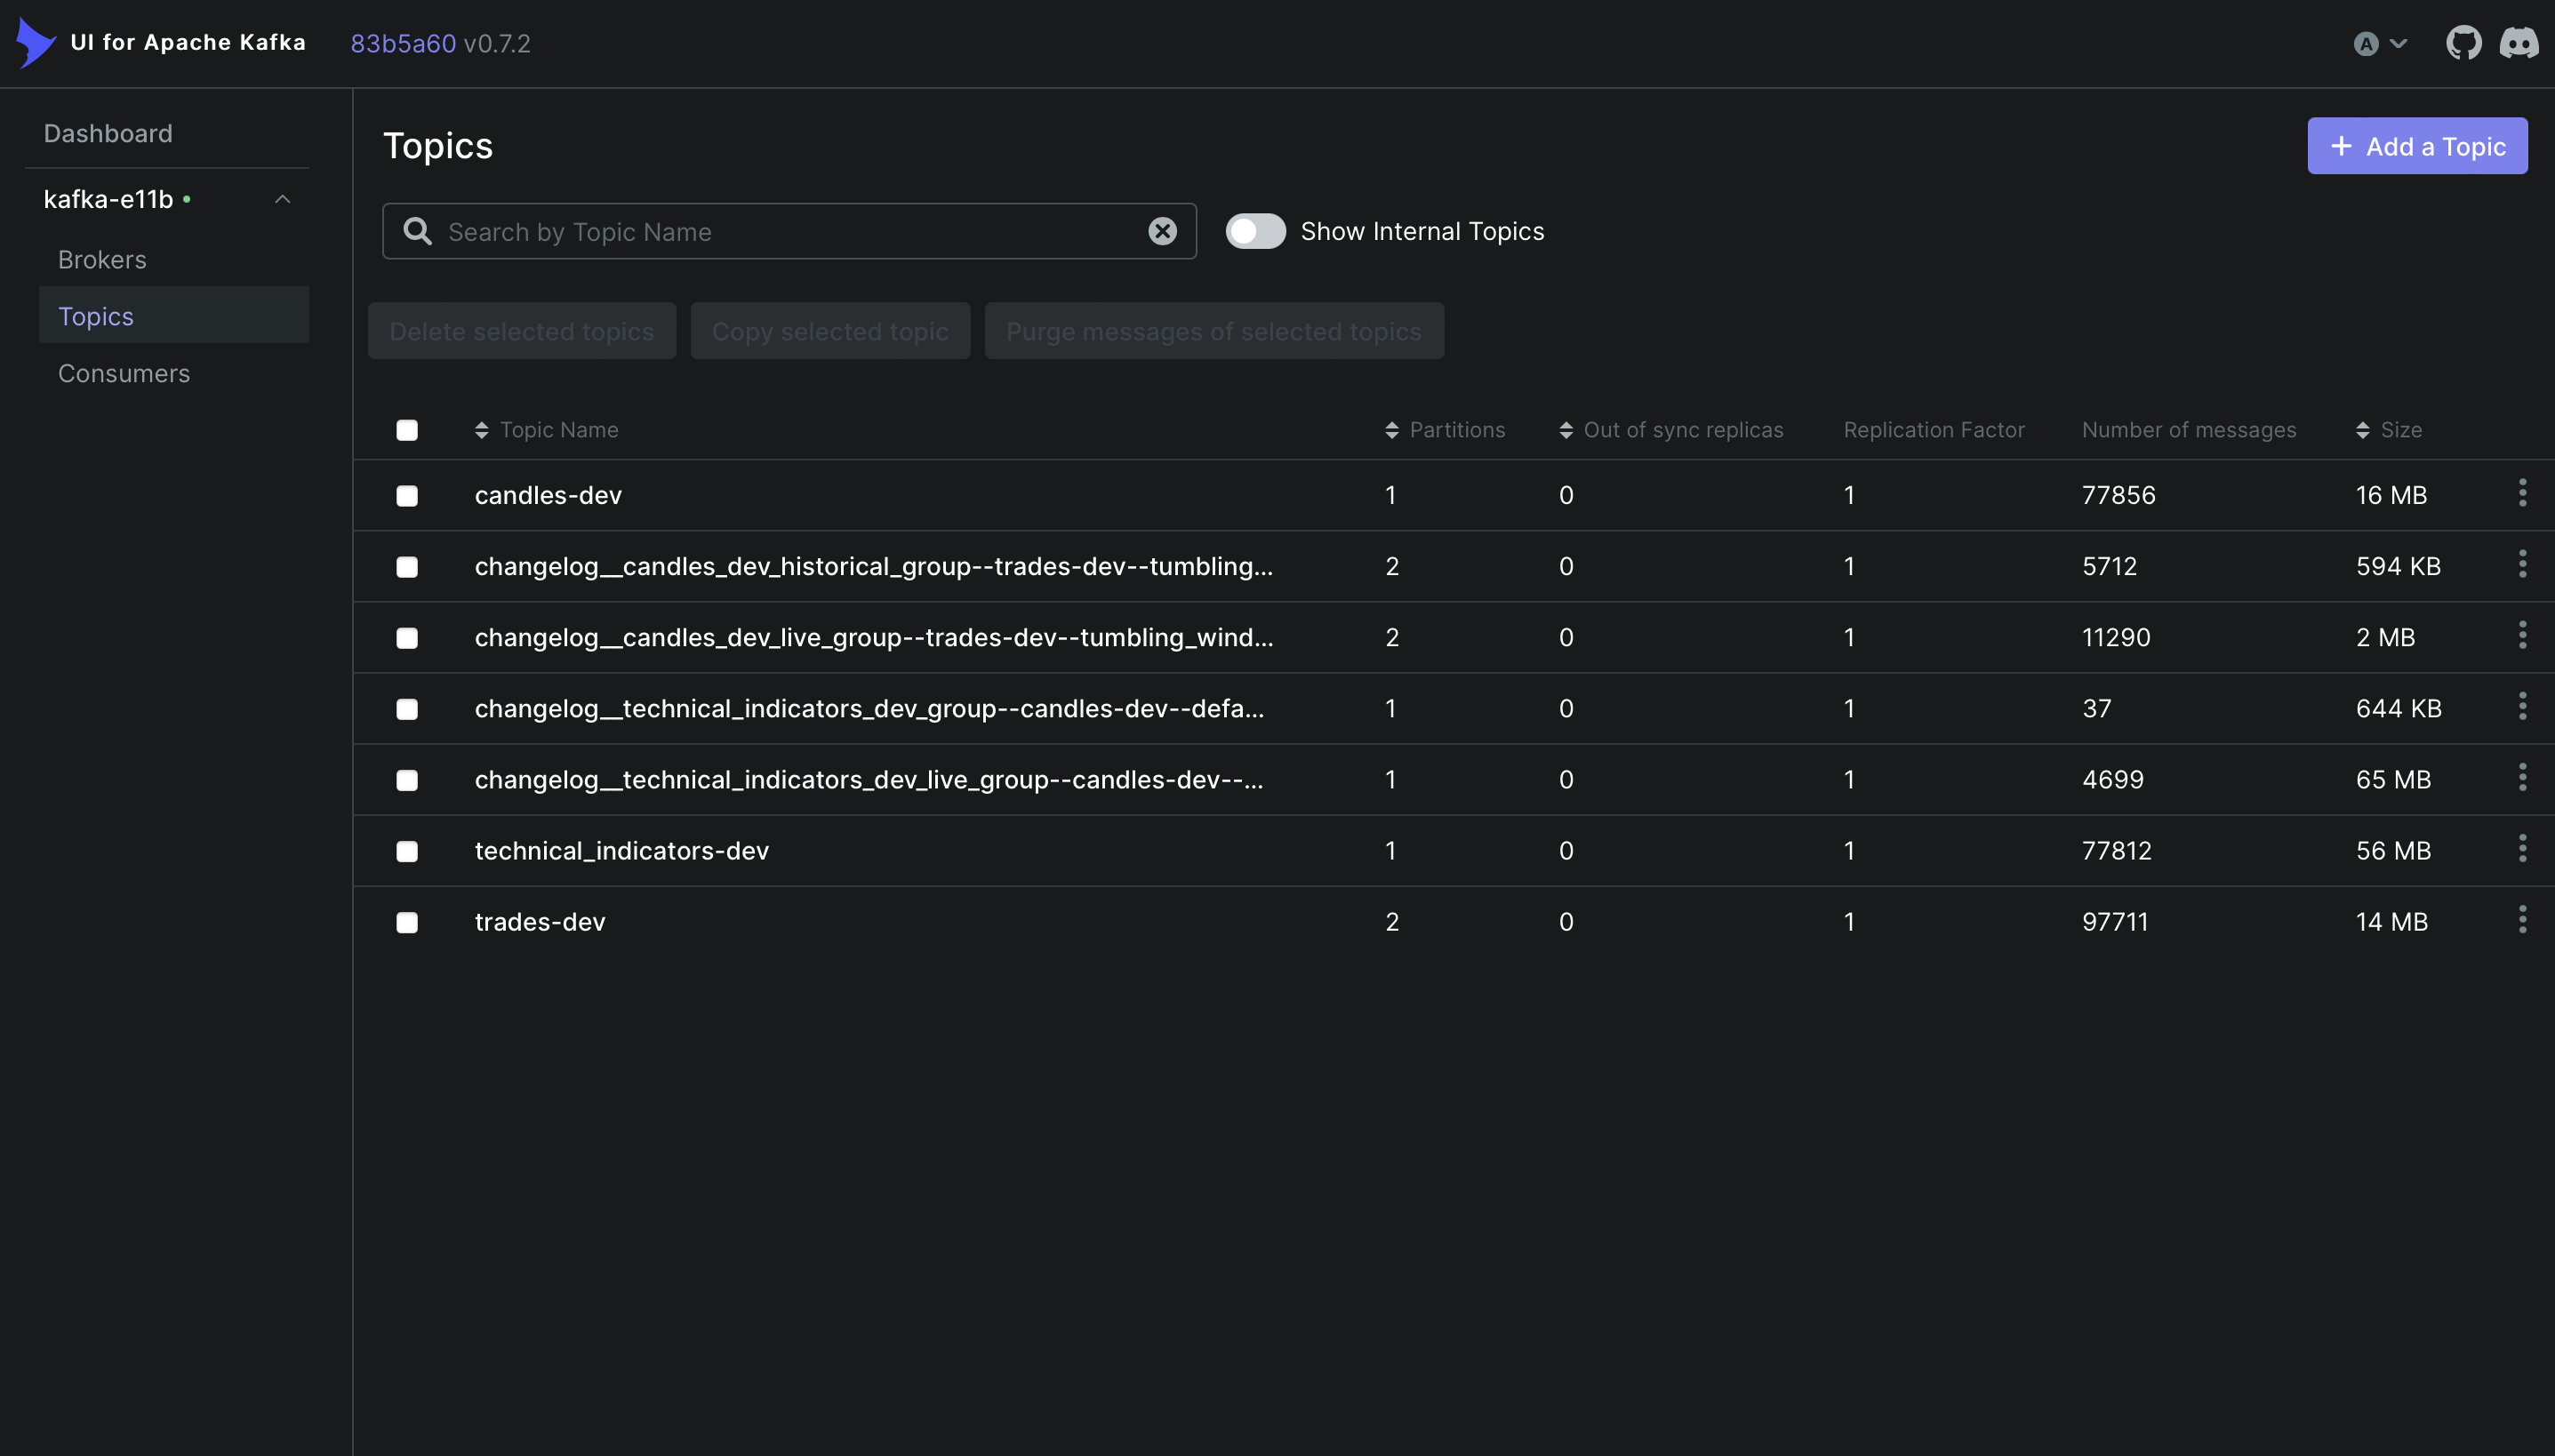 UI for Apache Kafka 83b5a60 v0.7.2 A
Dashboard
kafka-e11b
Brokers
Topics
Consumers
Topics
Add a Topic
Search by Topic Name
Show Internal Topics
Delete selected topics Copy selected topic Purge messages of selected topics
Topic Name Partitions Out of sync replicas Replication Factor Number of messages Size
candles-dev 1 0 1 77856 16 MB
changelog__candles_dev_historical_group--trades-dev--tumbling... 2 0 1 5712 594 KB
changelog__candles_dev_live_group--trades-dev--tumbling_wind... 2 0 1 11290 2 MB
changelog__technical_indicators_dev_group--candles-dev--defa... 1 0 1 37 644 KB
changelog__technical_indicators_dev_live_group--candles-dev--... 1 0 1 4699 65 MB
technical_indicators-dev 1 0 1 77812 56 MB
trades-dev 2 0 1 97711 14 MB